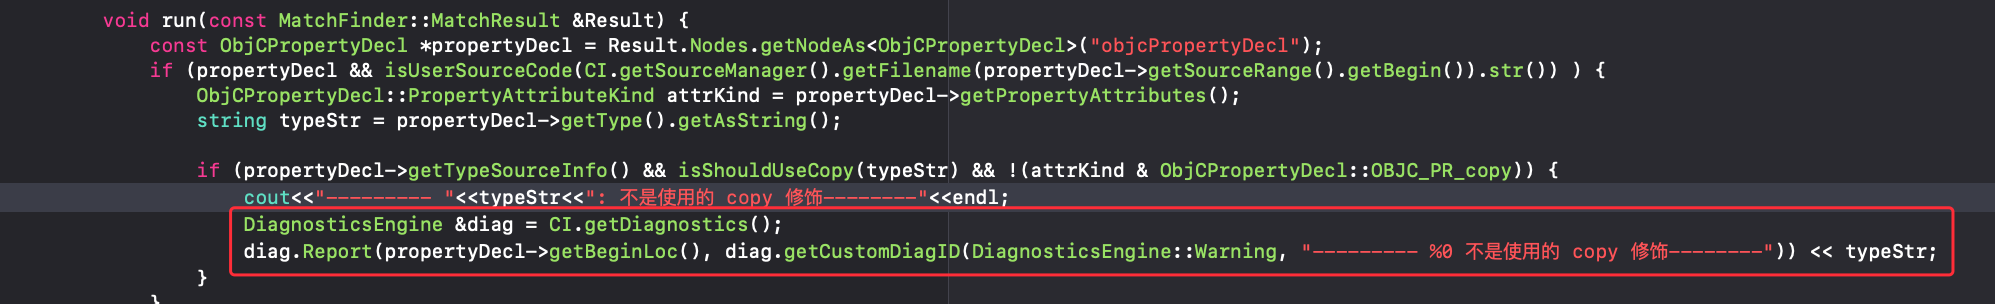 void run(const MatchFinder::MatchResult &Result) {
const ObjCPropertyDecl *propertyDecl = Result.Nodes.getNodeAs<ObjCPropertyDecl>("objcPropertyDecl");
if (propertyDecl && isUserSourceCode(CI.getSourceManager().getFilename(propertyDecl->getSourceRange().getBegin()).str()) ) {
ObjCPropertyDecl::PropertyAttributeKind attrKind = propertyDecl->getPropertyAttributes();
string typeStr = propertyDecl->getType().getAsString();
if (propertyDecl->getTypeSourceInfo() && isShouldUseCopy(typeStr) && !(attrKind & ObjCPropertyDecl::OBJC_PR_copy)) {
cout<<"--------- "<<typeStr<<": 不是使用的 copy 修饰--------"<<endl;
DiagnosticsEngine &diag = CI.getDiagnostics();
diag.Report(propertyDecl->getBeginLoc(), diag.getCustomDiagID(DiagnosticsEngine::Warning, "--------- %0 不是使用的 copy 修饰--------")) << typeStr;
}
}